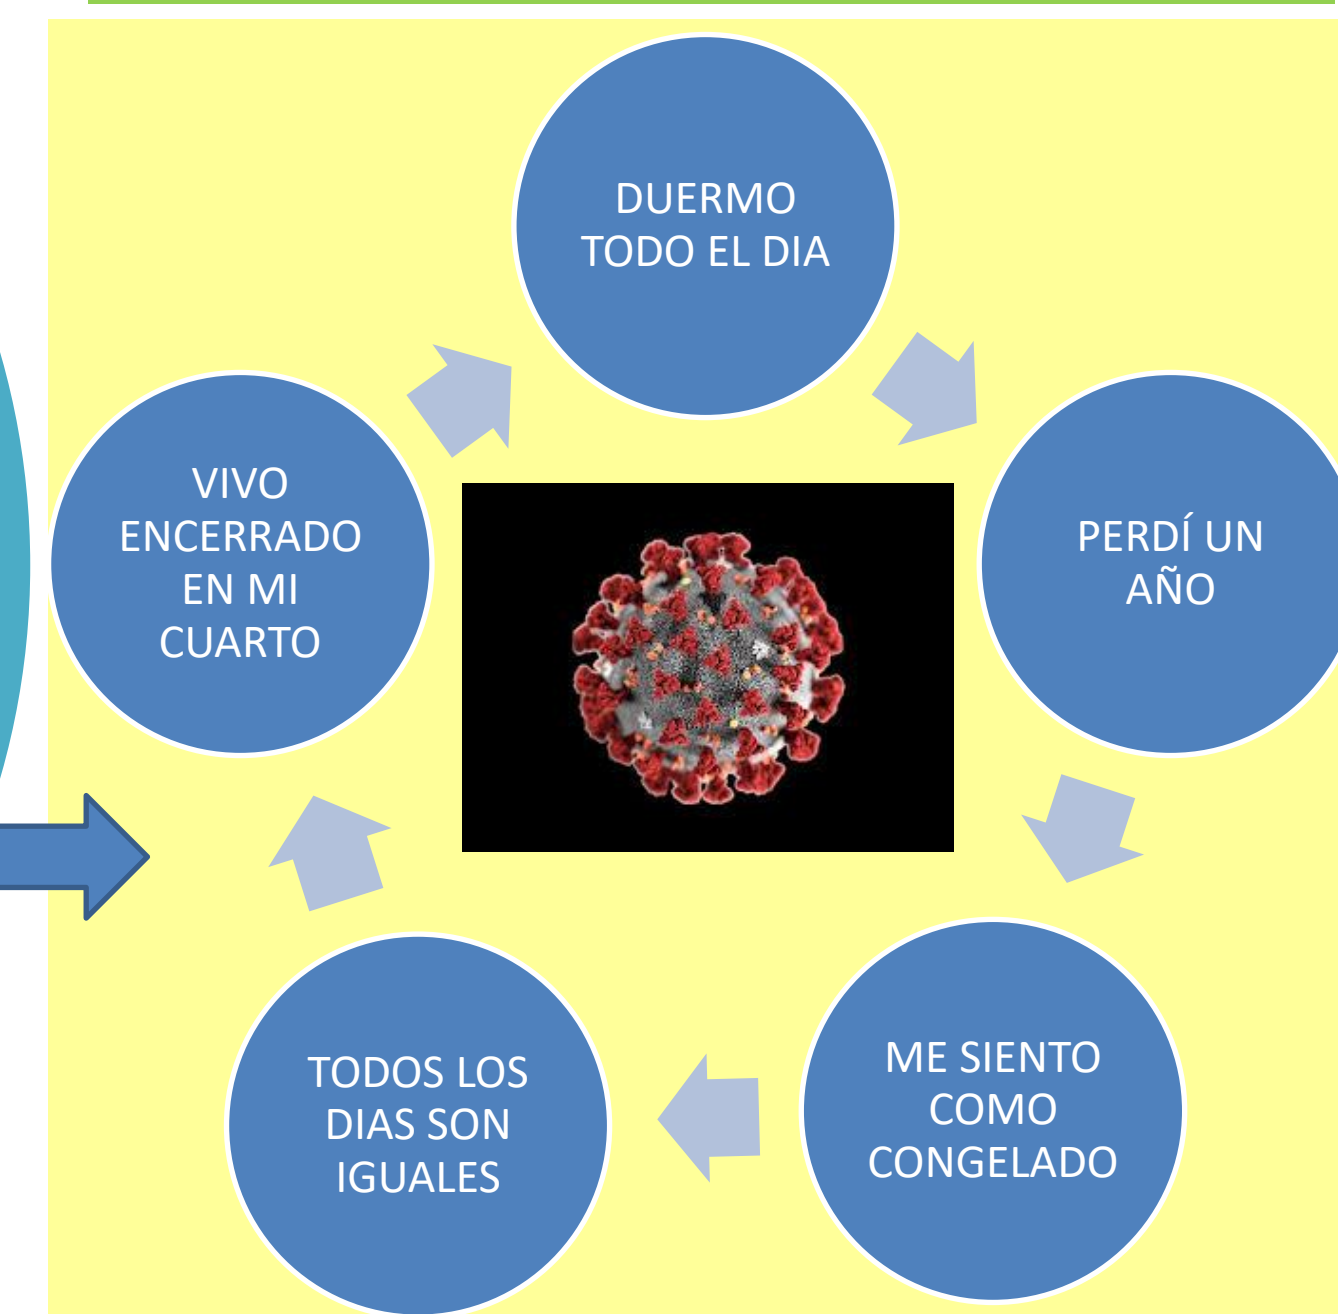 DUERMO
TODO EL DIA
PERDÍ UN
AÑO
ME SIENTO
COMO
CONGELADO
TODOS LOS
DIAS SON
IGUALES
VIVO
ENCERRADO
EN MI
CUARTO